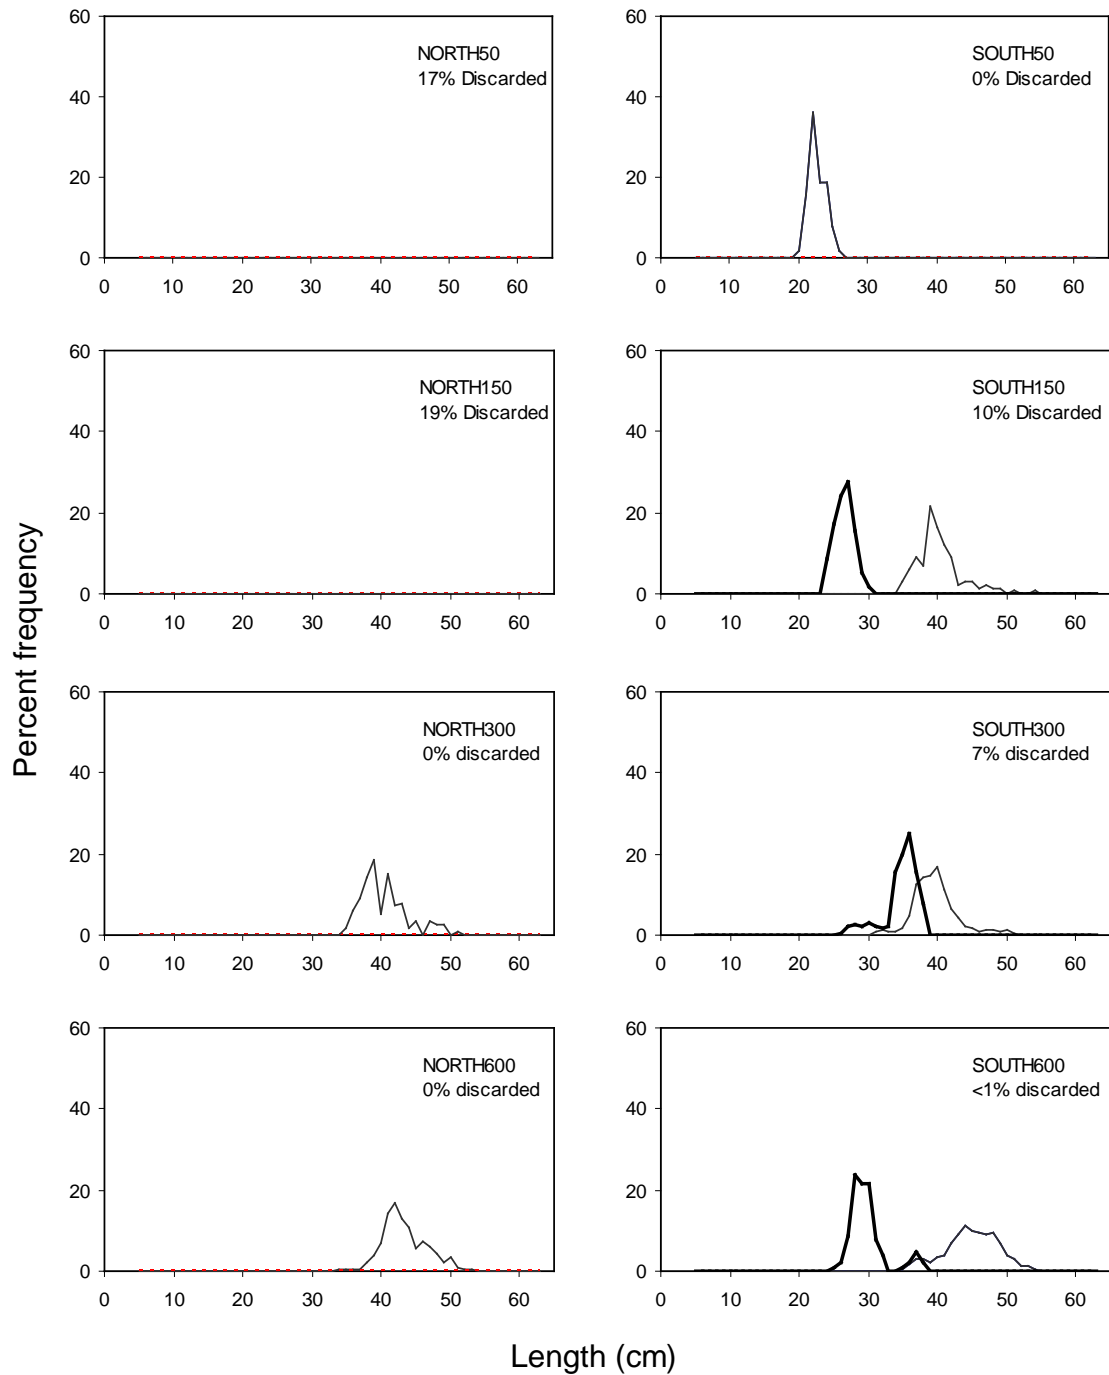 Percent frequency
60
40
20
0
NORTH50
17% Discarded
0 10 20 30 40 50 60
60
40
20
0
SOUTH50
0% Discarded
0 10 20 30 40 50 60
60
40
20
0
NORTH150
19% Discarded
0 10 20 30 40 50 60
60
40
20
0
SOUTH150
10% Discarded
0 10 20 30 40 50 60
60
40
20
0
NORTH300
0% discarded
0 10 20 30 40 50 60
60
40
20
0
SOUTH300
7% discarded
0 10 20 30 40 50 60
60
40
20
0
NORTH600
0% discarded
0 10 20 30 40 50 60
60
40
20
0
SOUTH600
<1% discarded
0 10 20 30 40 50 60
Length (cm)